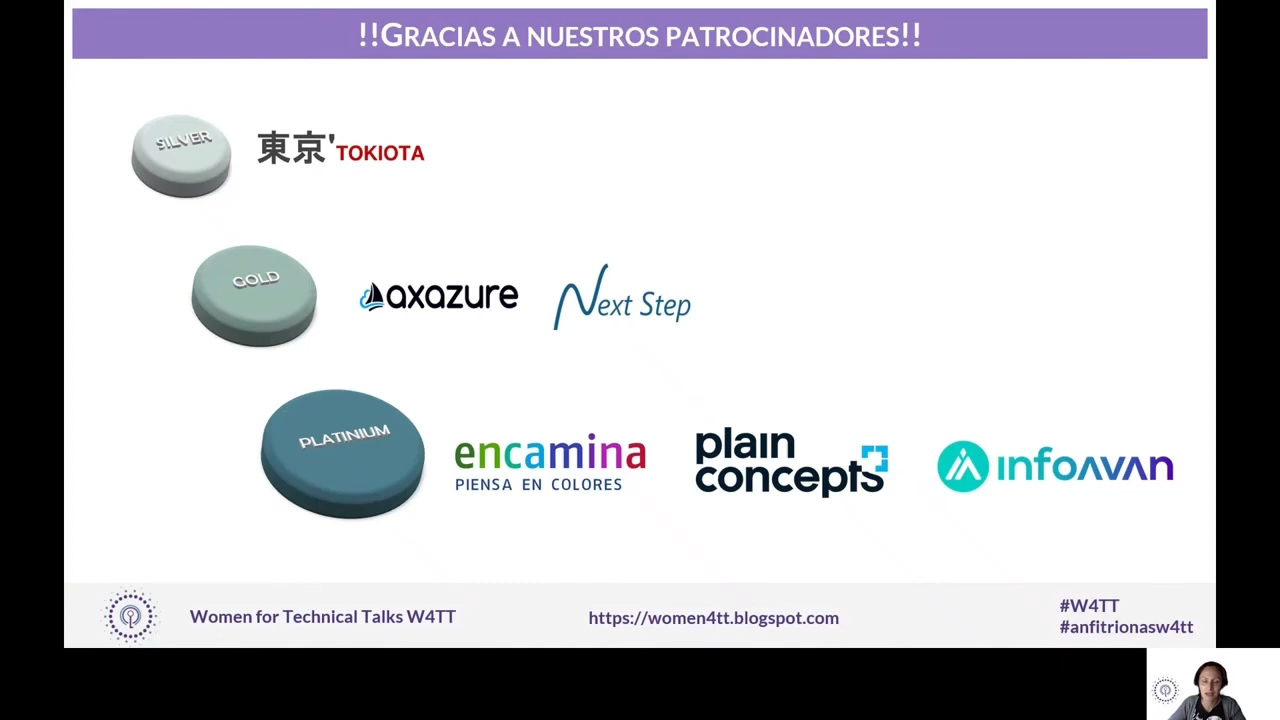 !!GRACIAS A NUESTROS PATROCINADORES!!
SILVER
東京'TOKIOTA
GOLD
axazure
Next Step
PLATINIUM
encamina
PIENSA EN COLORES
plain
concepts
infoavan
Women for Technical Talks W4TT
https://women4tt.blogspot.com
#W4TT
#anfitrionasw4tt